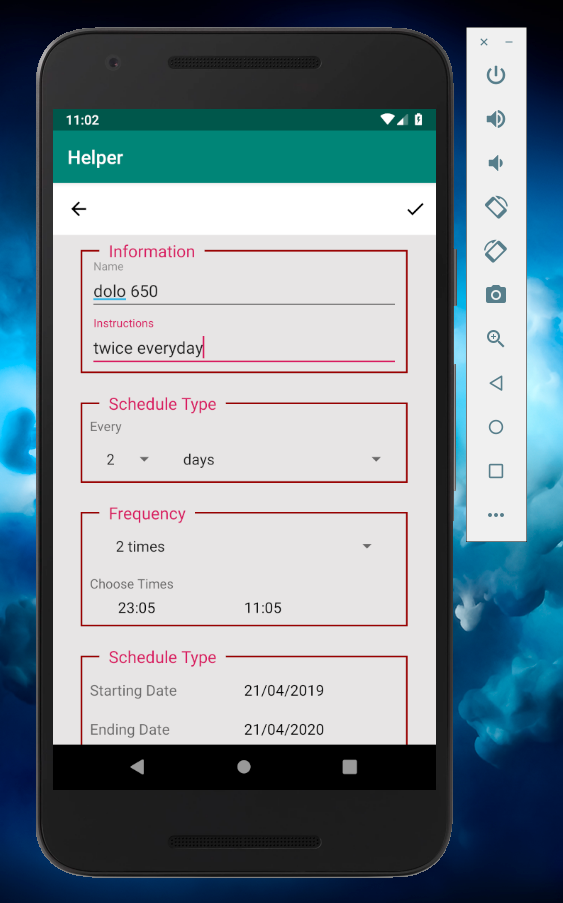 11:02
Helper
Information
Name
dolo 650
Instructions
twice everyday
Schedule Type
Every
2 days
Frequency
2 times
Choose Times
23:05 11:05
Schedule Type
Starting Date 21/04/2019
Ending Date 21/04/2020